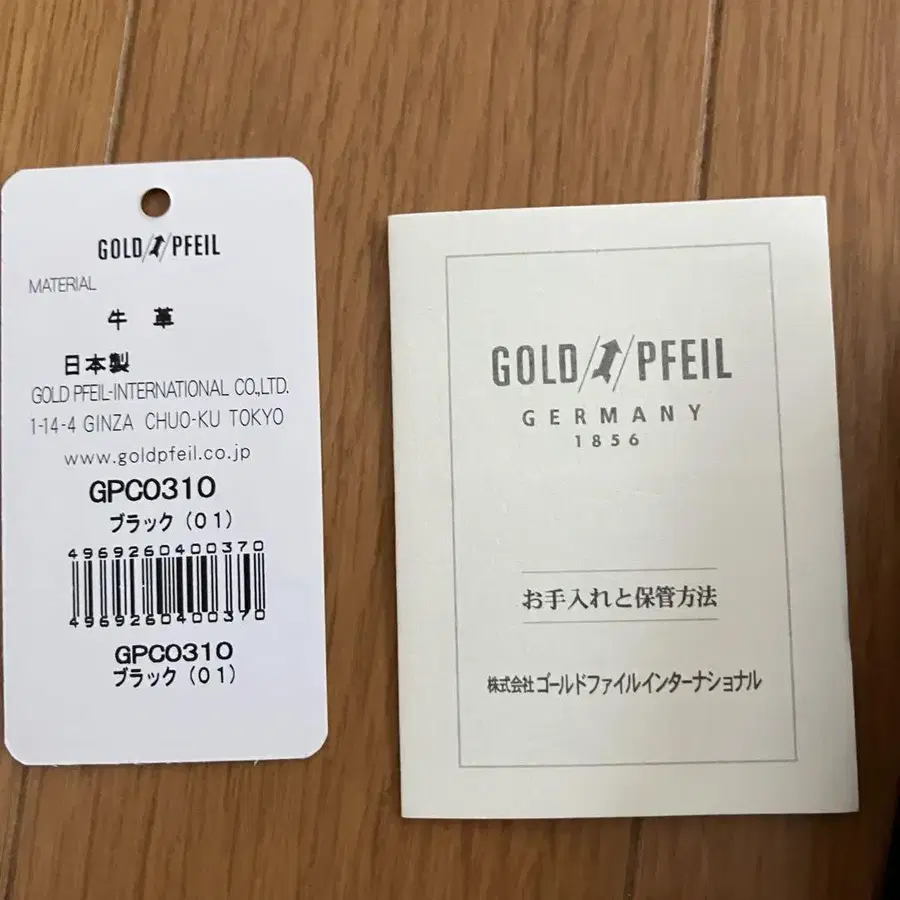 GOLD PFEIL
MATERIAL
牛 革
日本製
GOLD PFEIL-INTERNATIONAL CO.,LTD.
1-14-4 GINZA CHUO-KU TOKYO
www.goldpfeil.co.jp
GPC0310
ブラック(01)
4969260400370
4969260400370
GPC0310
ブラック(01)
GOLD PFEIL
GERMANY
1856
お手入れと保管方法
株式会社ゴールドファイルインターナショナル